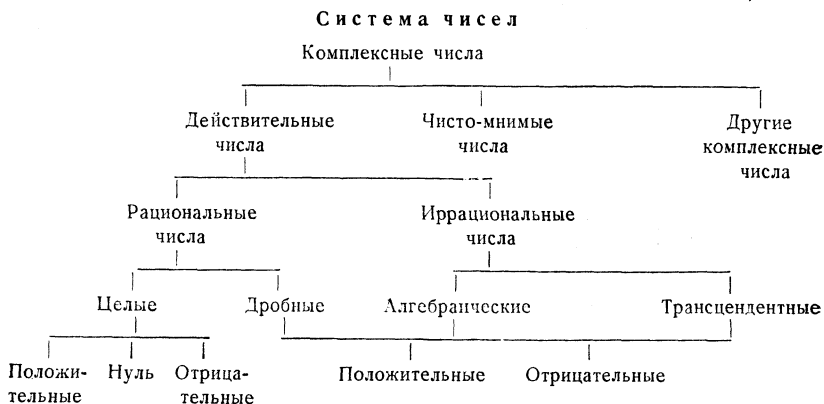 Система чисел
Комплексные числа
Действительные Чисто-мнимые Другие
числа числа комплексные
числа
Рациональные Иррациональные
числа числа
Целые Дробные Алгебраические Трансцендентные
Положи- Нуль Отрица- Положительные Отрицательные
тельные тельные